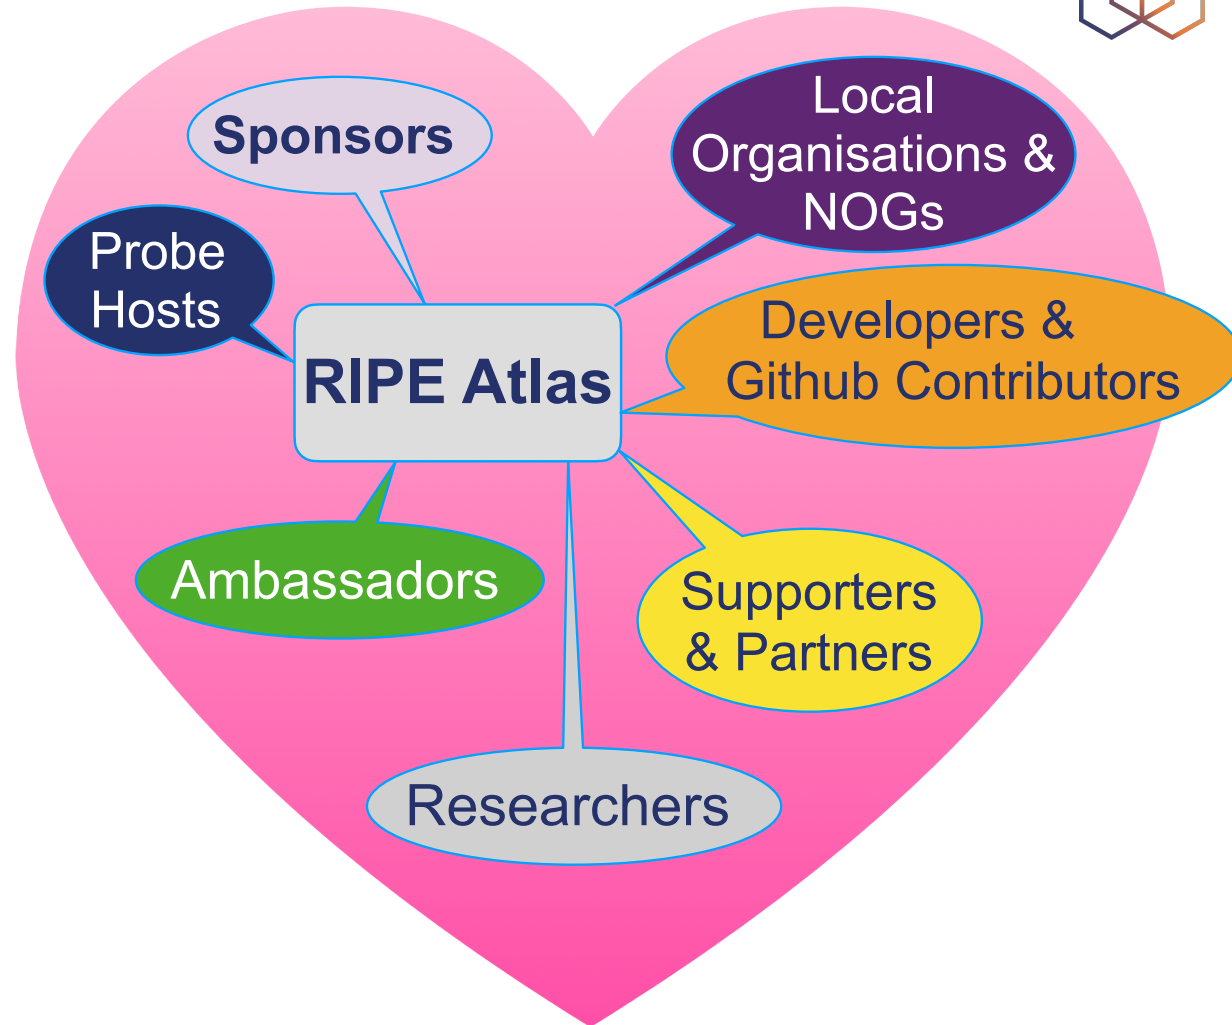 Sponsors
Local
Organisations &
NOGs
Probe
Hosts
Developers &
Github Contributors
RIPE Atlas
Ambassadors
Supporters
& Partners
Researchers